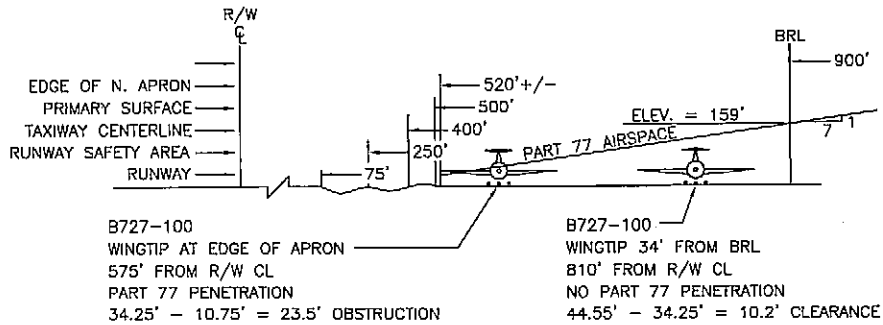 R/W
CL
BRL
900'
EDGE OF N. APRON
520'+/-
PRIMARY SURFACE
500'
ELEV. = 159'
TAXIWAY CENTERLINE
400'
PART 77 AIRSPACE
7 1
RUNWAY SAFETY AREA
250'
RUNWAY
75'
B727-100
WINGTIP AT EDGE OF APRON
575' FROM R/W CL
PART 77 PENETRATION
34.25' - 10.75' = 23.5' OBSTRUCTION
B727-100
WINGTIP 34' FROM BRL
810' FROM R/W CL
NO PART 77 PENETRATION
44.55' - 34.25' = 10.2' CLEARANCE